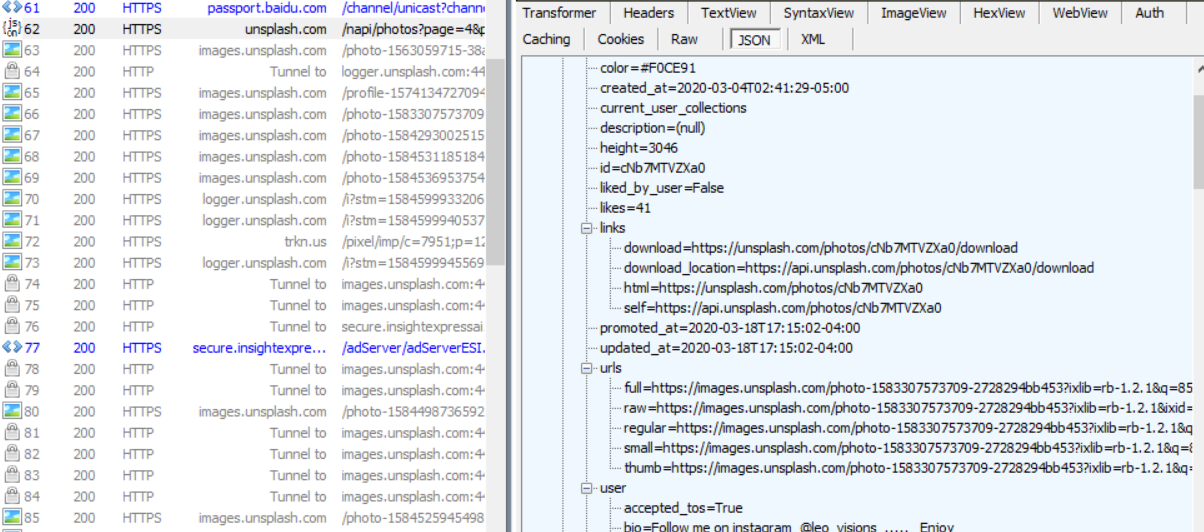 61 200 HTTPS passport.baidu.com /channel/unicast?chann
62 200 HTTPS unsplash.com /napi/photos?page=4&p
63 200 HTTPS images.unsplash.com /photo-1563059715-38
64 200 HTTP Tunnel to logger.unsplash.com:44
65 200 HTTPS images.unsplash.com /profile-1574134727094
66 200 HTTPS images.unsplash.com /photo-1583307573709
67 200 HTTPS images.unsplash.com /photo-1584293002515
68 200 HTTPS images.unsplash.com /photo-1584531185184
69 200 HTTPS images.unsplash.com /photo-1584536953754
70 200 HTTPS logger.unsplash.com /i?stm=1584599933206
71 200 HTTPS logger.unsplash.com /i?stm=1584599940537
72 200 HTTPS trkn.us /pixel/imp/c=7951;p=12
73 200 HTTPS logger.unsplash.com /i?stm=1584599945569
74 200 HTTP Tunnel to images.unsplash.com:4
75 200 HTTP Tunnel to images.unsplash.com:4
76 200 HTTP Tunnel to secure.insightexpressai
77 200 HTTPS secure.insightexpre... /adServer/adServerESI.
78 200 HTTP Tunnel to images.unsplash.com:4
79 200 HTTP Tunnel to images.unsplash.com:4
80 200 HTTPS images.unsplash.com /photo-1584498736592
81 200 HTTP Tunnel to images.unsplash.com:4
82 200 HTTP Tunnel to images.unsplash.com:4
83 200 HTTP Tunnel to images.unsplash.com:4
84 200 HTTP Tunnel to images.unsplash.com:4
85 200 HTTPS images.unsplash.com /photo-1584525945498
Transformer Headers TextView SyntaxView ImageView HexView WebView Auth
Caching Cookies Raw JSON XML
color=#F0CE91
created_at=2020-03-04T02:41:29-05:00
current_user_collections
description=(null)
height=3046
id=cNb7MTVZXa0
liked_by_user=False
likes=41
links
download=https://unsplash.com/photos/cNb7MTVZXa0/download
download_location=https://api.unsplash.com/photos/cNb7MTVZXa0/download
html=https://unsplash.com/photos/cNb7MTVZXa0
self=https://api.unsplash.com/photos/cNb7MTVZXa0
promoted_at=2020-03-18T17:15:02-04:00
updated_at=2020-03-18T17:15:02-04:00
urls
full=https://images.unsplash.com/photo-1583307573709-2728294bb453?ixlib=rb-1.2.1&q=85
raw=https://images.unsplash.com/photo-1583307573709-2728294bb453?ixlib=rb-1.2.1&ixid=
regular=https://images.unsplash.com/photo-1583307573709-2728294bb453?ixlib=rb-1.2.1&q
small=https://images.unsplash.com/photo-1583307573709-2728294bb453?ixlib=rb-1.2.1&q=
thumb=https://images.unsplash.com/photo-1583307573709-2728294bb453?ixlib=rb-1.2.1&q=
user
accepted_tos=True
bio=Follow me on instagram @leo_visions_ ..... Enjoy